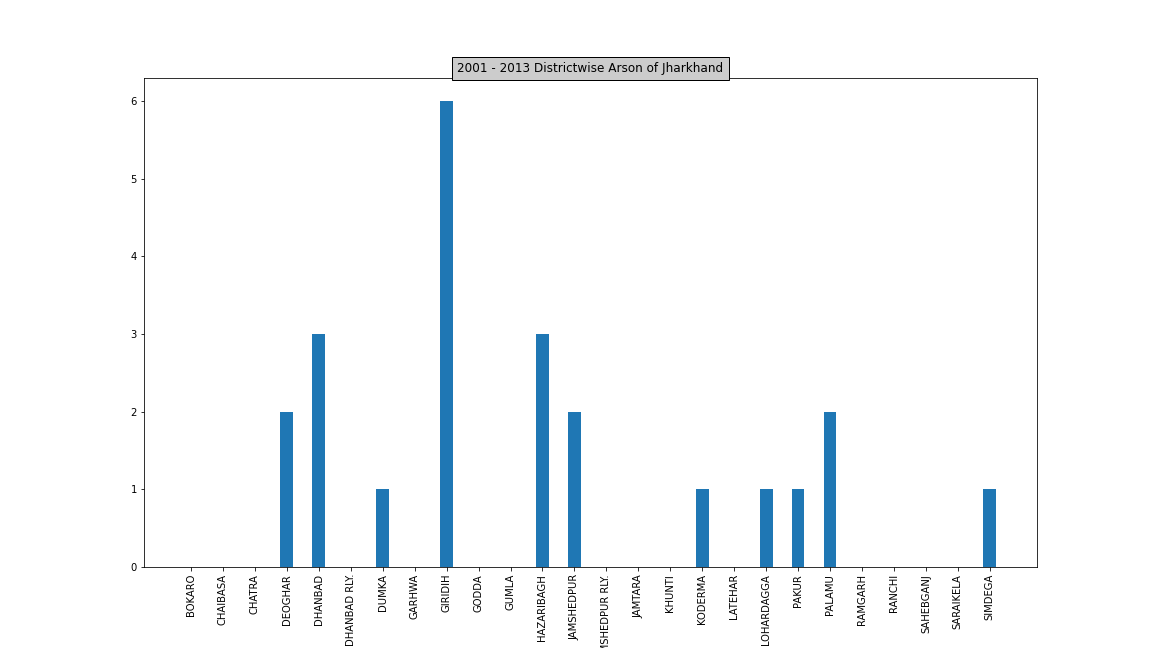 2001 - 2013 Districtwise Arson of Jharkhand
6
5
4
3
2
1
0
BOKARO
CHAIBASA
CHATRA
DEOGHAR
DHANBAD
DHANBAD RLY.
DUMKA
GARHWA
GIRIDIH
GODDA
GUMLA
HAZARIBAGH
JAMSHEDPUR
MSHEDPUR RLY.
JAMTARA
KHUNTI
KODERMA
LATEHAR
LOHARDAGGA
PAKUR
PALAMU
RAMGARH
RANCHI
SAHEBGANJ
SARAIKELA
SIMDEGA